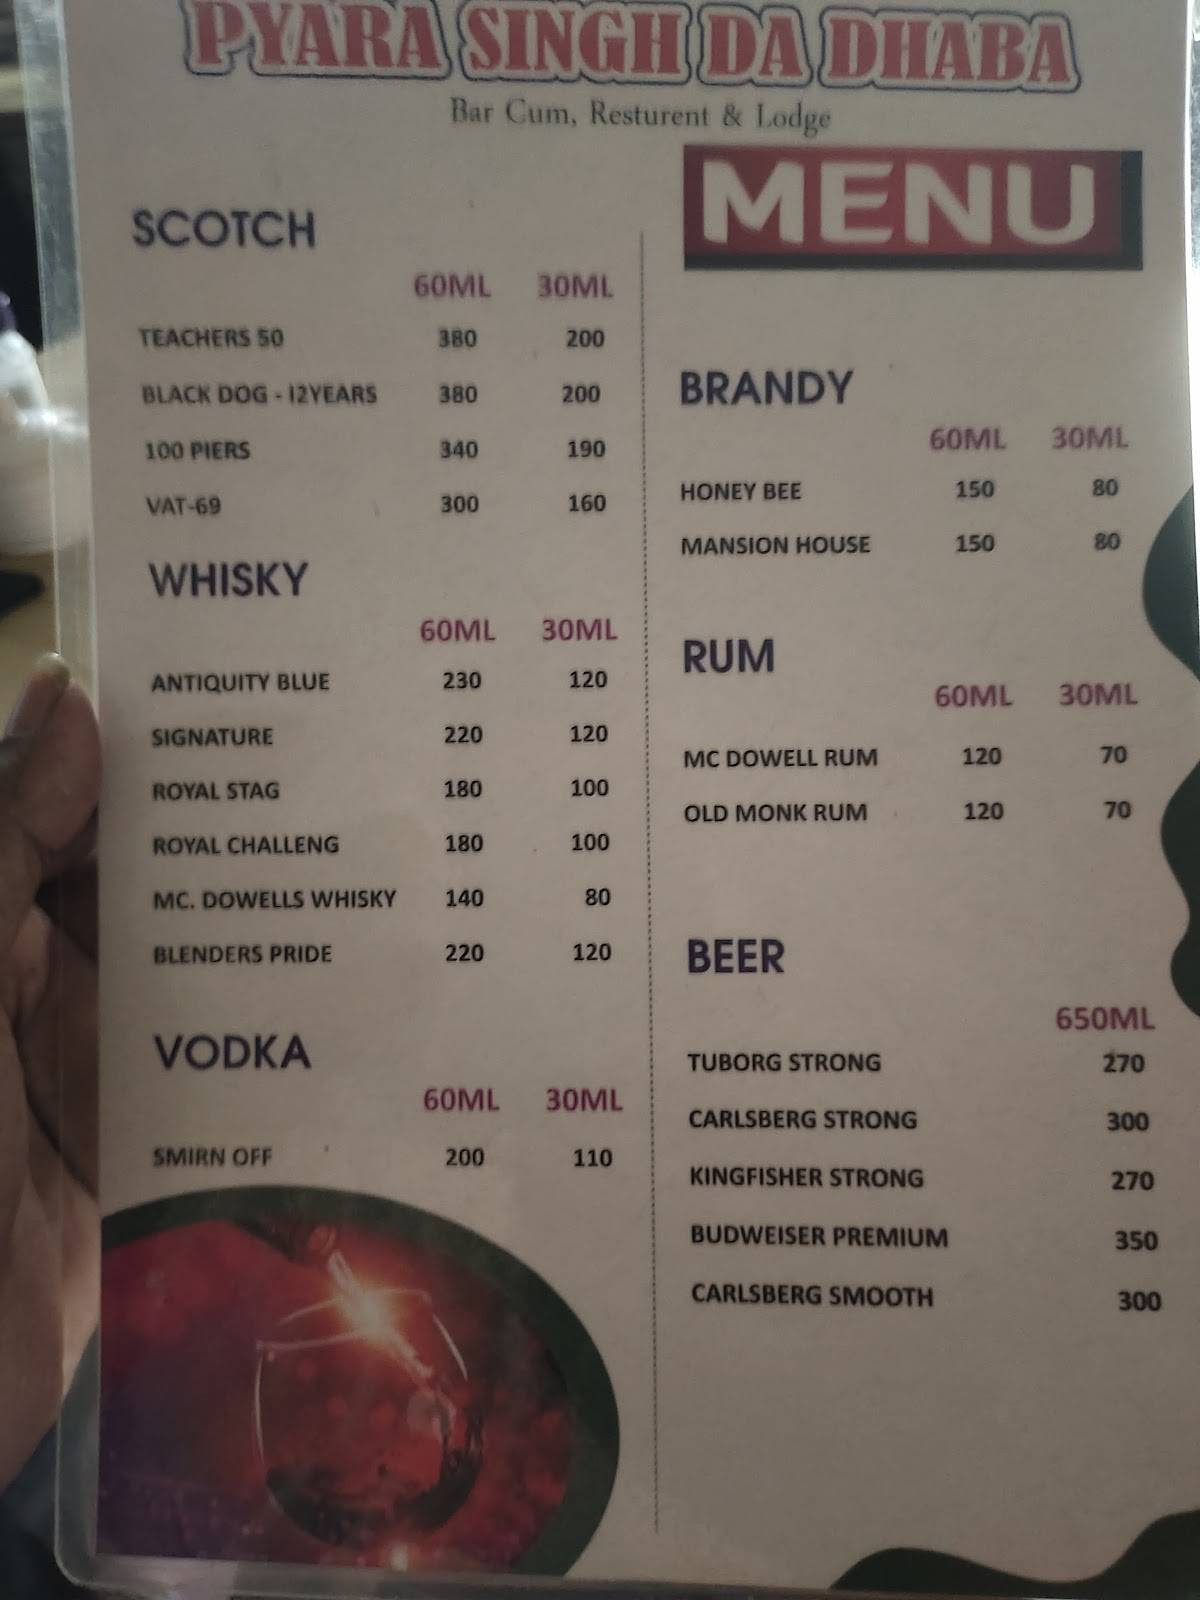 PYARA SINGH DA DHABA
Bar Cum, Resturent & Lodge
MENU
SCOTCH
60ML 30ML
TEACHERS 50 380 200
BLACK DOG - 12YEARS 380 200
100 PIERS 340 190
VAT-69 300 160
WHISKY
60ML 30ML
ANTIQUITY BLUE 230 120
SIGNATURE 220 120
ROYAL STAG 180 100
ROYAL CHALLENG 180 100
MC. DOWELLS WHISKY 140 80
BLENDERS PRIDE 220 120
VODKA
60ML 30ML
SMIRN OFF 200 110
BRANDY
60ML 30ML
HONEY BEE 150 80
MANSION HOUSE 150 80
RUM
60ML 30ML
MC DOWELL RUM 120 70
OLD MONK RUM 120 70
BEER
650ML
TUBORG STRONG 270
CARLSBERG STRONG 300
KINGFISHER STRONG 270
BUDWEISER PREMIUM 350
CARLSBERG SMOOTH 300